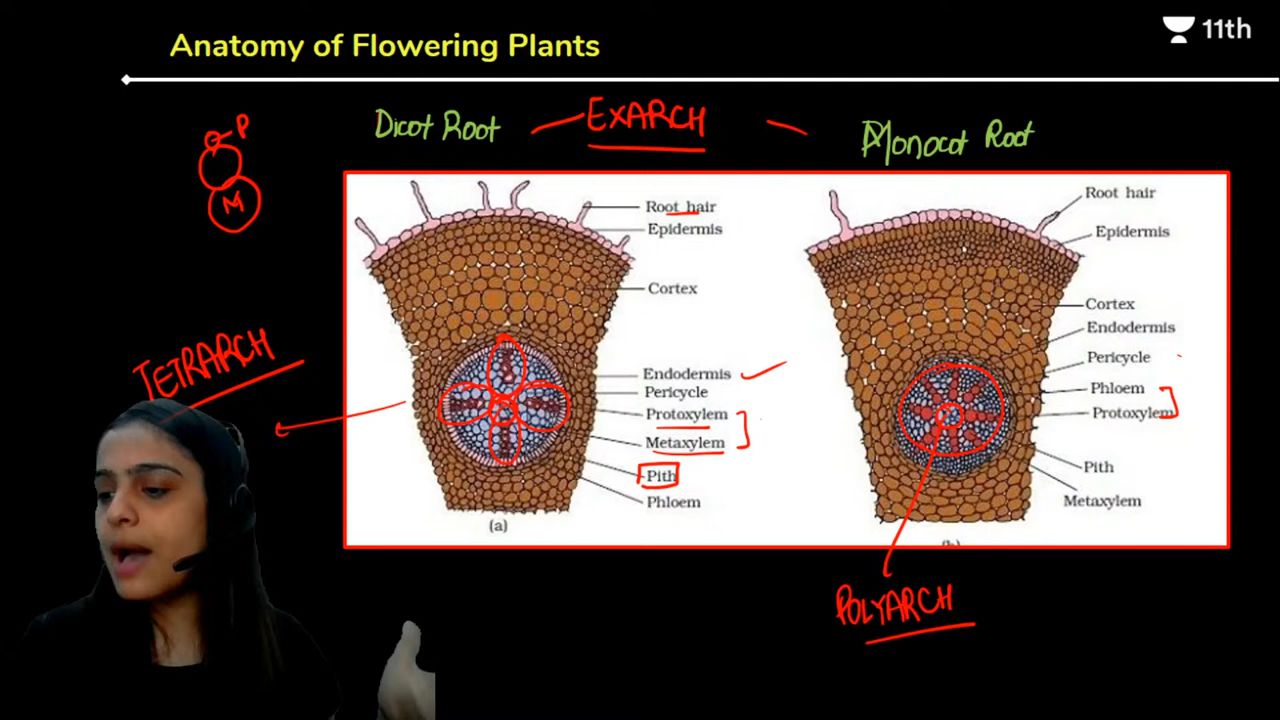 Anatomy of Flowering Plants
11th
Dicot Root
EXARCH
Monocot Root
P
M
TETRARCH
Root hair
Epidermis
Cortex
Endodermis
Pericycle
Protoxylem
Metaxylem
Pith
Phloem
(a)
Root hair
Epidermis
Cortex
Endodermis
Pericycle
Phloem
Protoxylem
Pith
Metaxylem
POLYARCH